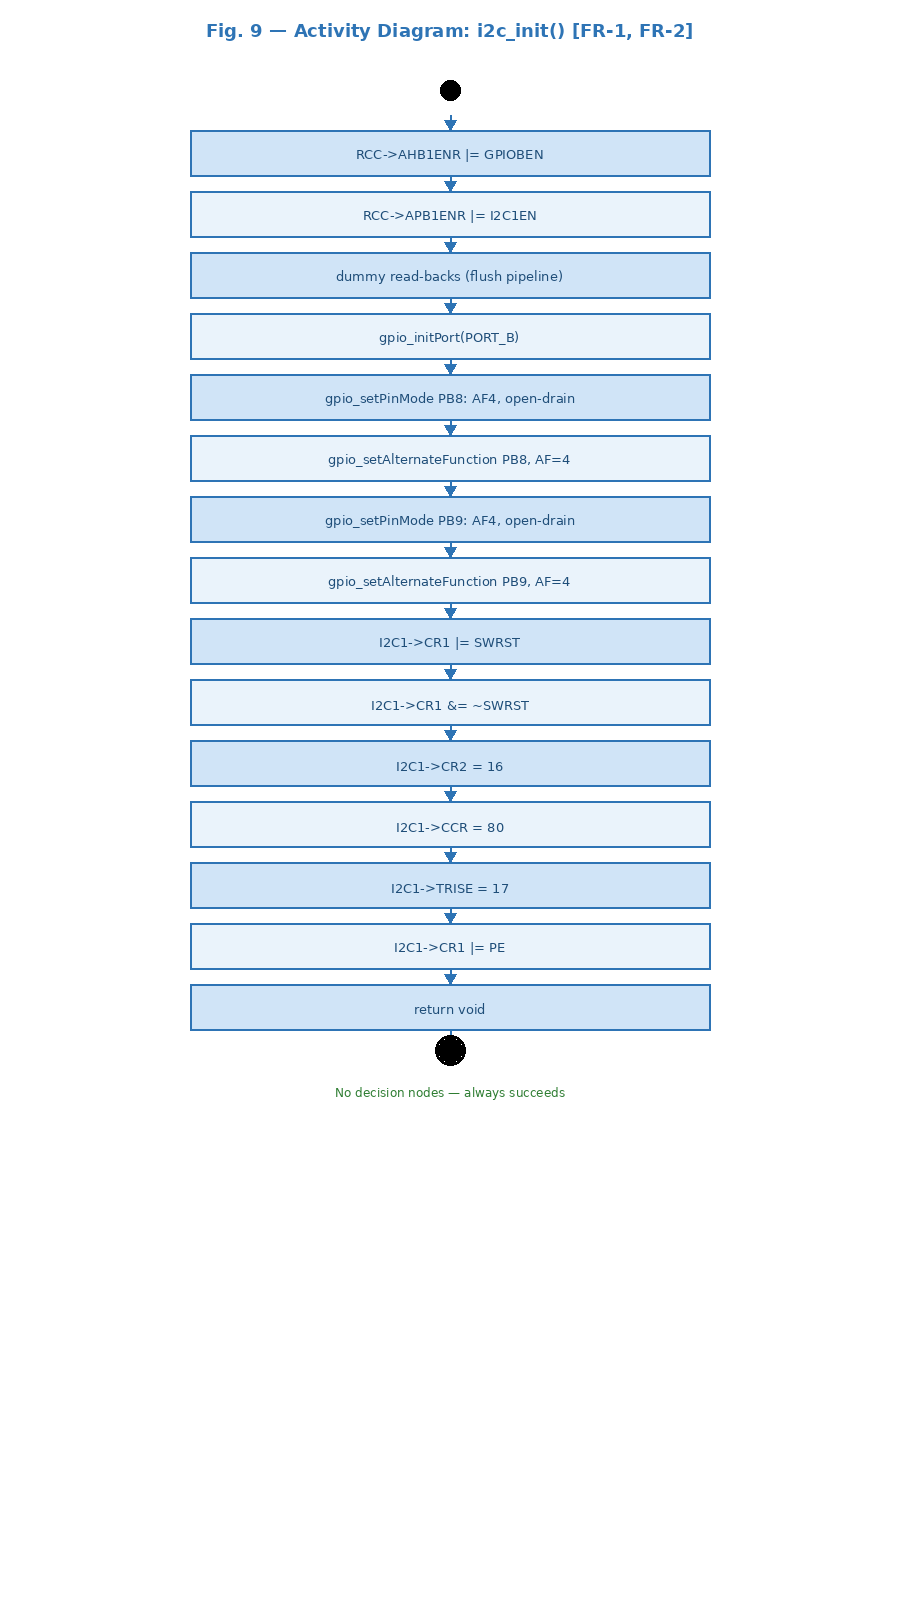 Fig. 9 — Activity Diagram: i2c_init() [FR-1, FR-2]
RCC->AHB1ENR |= GPIOBEN
RCC->APB1ENR |= I2C1EN
dummy read-backs (flush pipeline)
gpio_initPort(PORT_B)
gpio_setPinMode PB8: AF4, open-drain
gpio_setAlternateFunction PB8, AF=4
gpio_setPinMode PB9: AF4, open-drain
gpio_setAlternateFunction PB9, AF=4
I2C1->CR1 |= SWRST
I2C1->CR1 &= ~SWRST
I2C1->CR2 = 16
I2C1->CCR = 80
I2C1->TRISE = 17
I2C1->CR1 |= PE
return void
No decision nodes — always succeeds